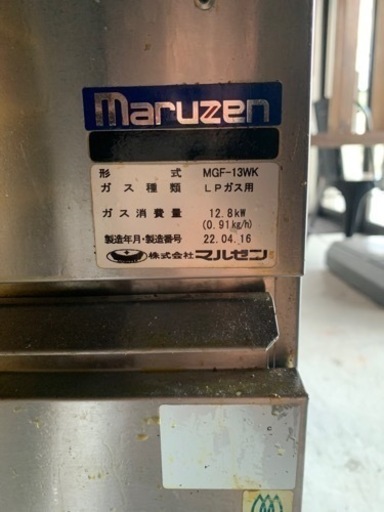 maruzen
形 式 MGF-13WK
ガス種類 LPガス用
ガス消費量 12.8kW
(0.91kg/h)
製造年月・製造番号 22.04.16
株式会社マルゼン